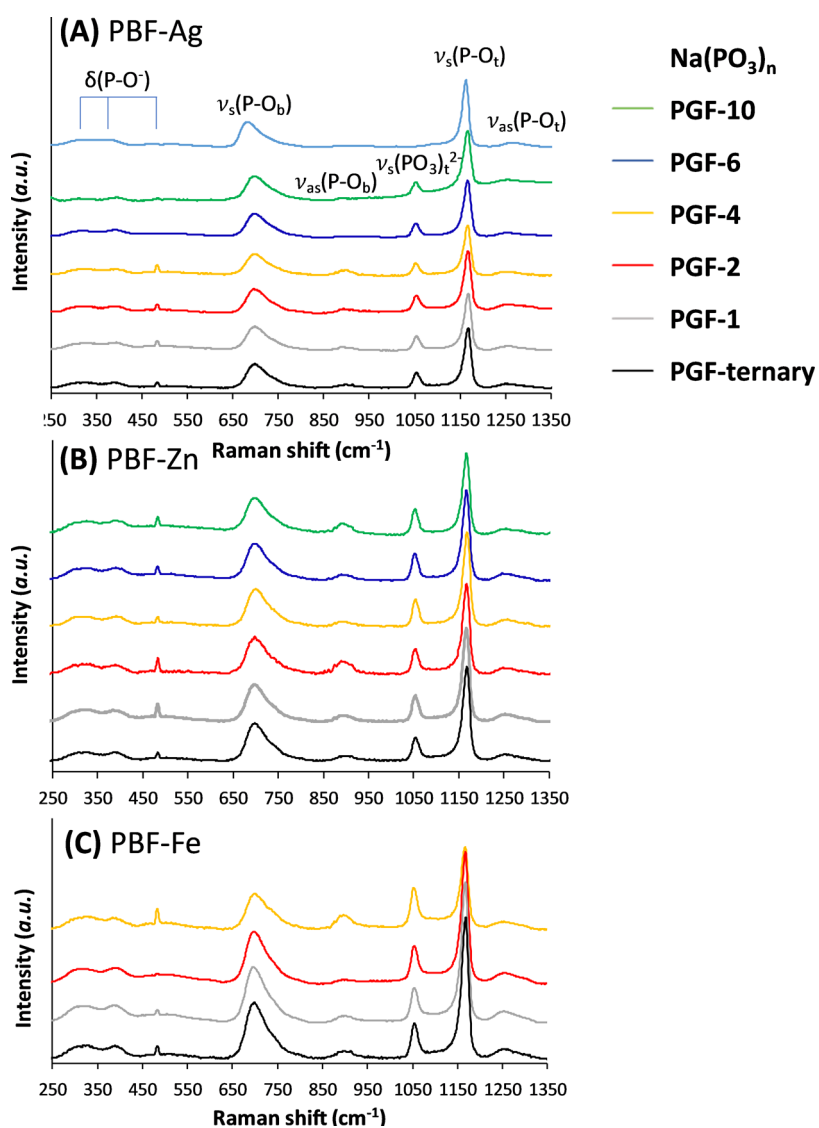 (A) PBF-Ag
νs(P-Ot)
δ(P-O-)
νs(P-Ob)
νas(P-Ot)
νs(PO3)t2-
νas(P-Ob)
Intensity (a.u.)
250 350 450 550 650 750 850 950 1050 1150 1250 1350
Raman shift (cm-1)
Na(PO3)n
PGF-10
PGF-6
PGF-4
PGF-2
PGF-1
PGF-ternary
(B) PBF-Zn
Intensity (a.u.)
250 350 450 550 650 750 850 950 1050 1150 1250 1350
(C) PBF-Fe
Intensity (a.u.)
250 350 450 550 650 750 850 950 1050 1150 1250 1350
Raman shift (cm-1)